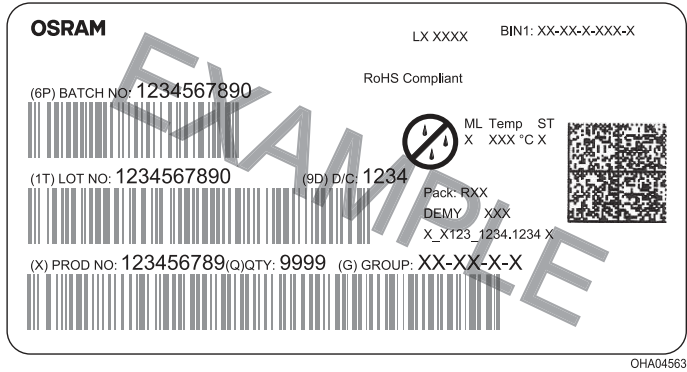 OSRAM
LX XXXX
BIN1: XX-XX-X-XXX-X
RoHS Compliant
(6P) BATCH NO: 1234567890
ML Temp ST
X XXX °C X
(1T) LOT NO: 1234567890 (9D) D/C: 1234
Pack: RXX
DEMY XXX
X_X123_1234.1234 X
(X) PROD NO: 123456789(Q)QTY: 9999 (G) GROUP: XX-XX-X-X
EXAMPLE
OHA04563